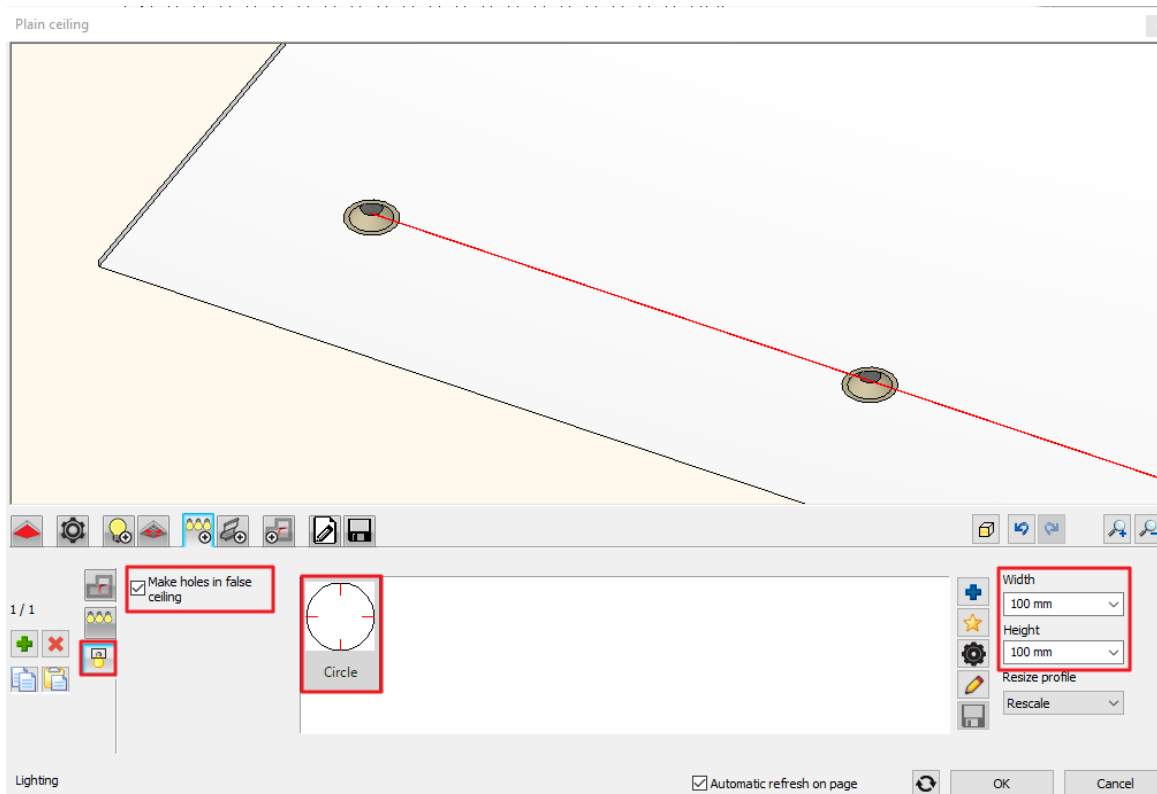 Plain ceiling
Make holes in false
ceiling
1 / 1
Circle
Width
100 mm
Height
100 mm
Resize profile
Rescale
Lighting
Automatic refresh on page
OK
Cancel